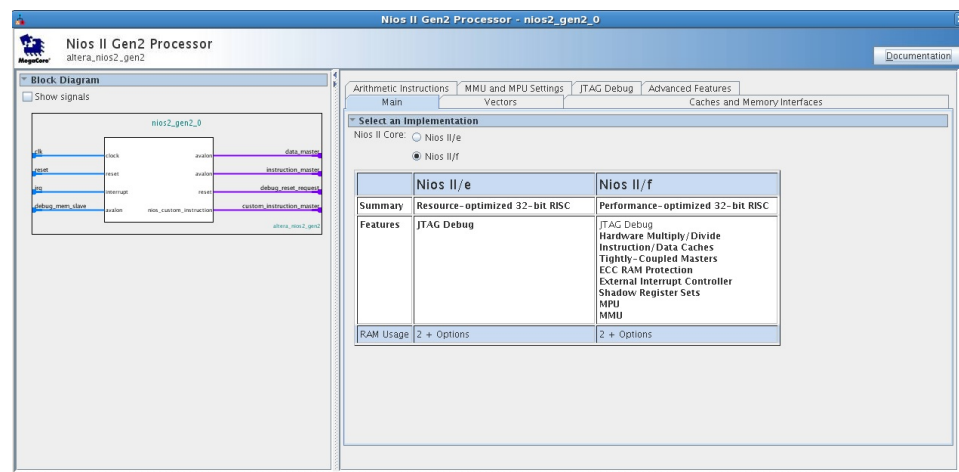 Nios II Gen2 Processor - nios2_gen2_0
MegaCore®
Nios II Gen2 Processor
altera_nios2_gen2
Documentation
Block Diagram
Show signals
nios2_gen2_0
clk
clock
avalon
data_master
reset
reset
avalon
instruction_master
irq
interrupt
reset
debug_reset_request
debug_mem_slave
avalon
nios_custom_instruction
custom_instruction_master
altera_nios2_gen2
Arithmetic Instructions
MMU and MPU Settings
JTAG Debug
Advanced Features
Main
Vectors
Caches and Memory Interfaces
Select an Implementation
Nios II Core:
Nios II/e
Nios II/f
Nios II/e
Nios II/f
Summary
Resource-optimized 32-bit RISC
Performance-optimized 32-bit RISC
Features
JTAG Debug
JTAG Debug
Hardware Multiply/Divide
Instruction/Data Caches
Tightly-Coupled Masters
ECC RAM Protection
External Interrupt Controller
Shadow Register Sets
MPU
MMU
RAM Usage
2 + Options
2 + Options